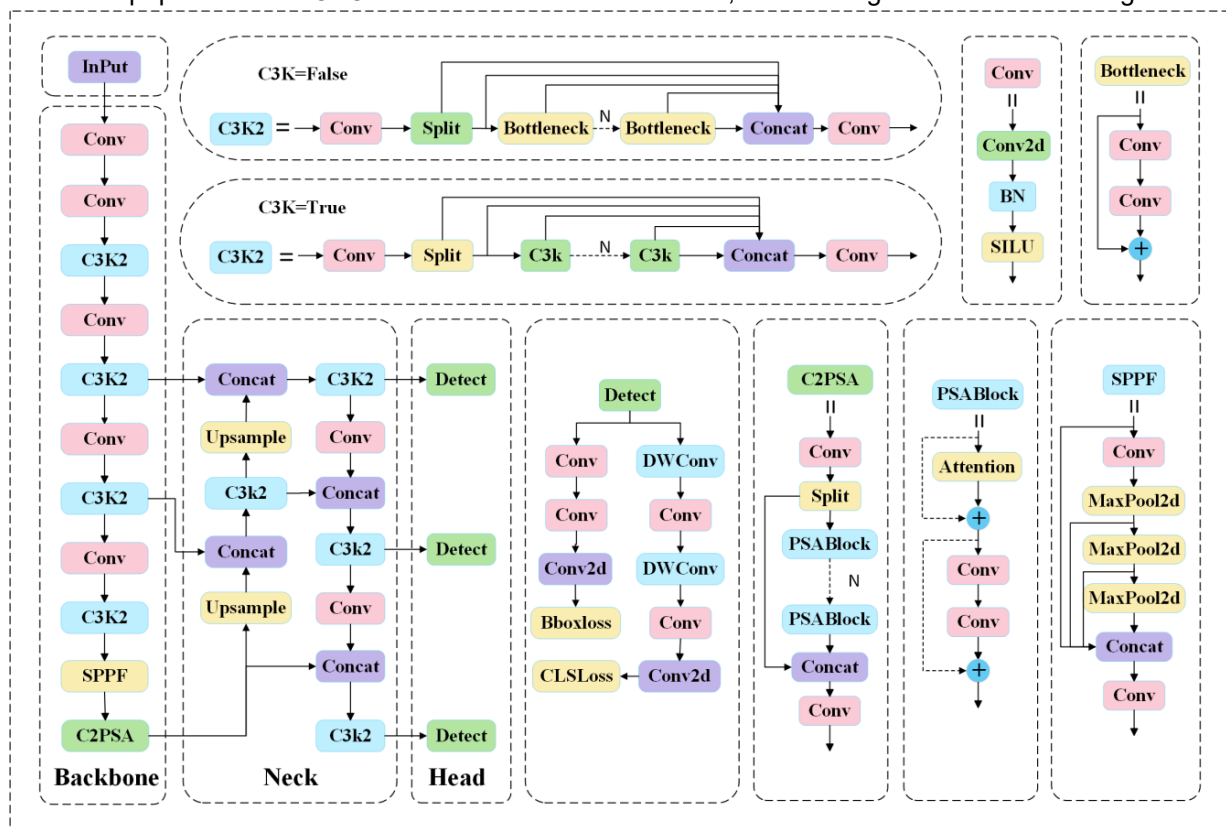 InPut
Conv
Conv
C3K2
Conv
C3K2
Conv
C3K2
Conv
C3K2
SPPF
C2PSA
Backbone
C3K=False
C3K2 = Conv Split Bottleneck N Bottleneck Concat Conv
C3K=True
C3K2 = Conv Split C3k N C3k Concat Conv
Conv
Conv2d
BN
SILU
Bottleneck
Conv
Conv
+
Concat
Upsample
C3k2
Concat
Upsample
C3K2
Conv
Concat
C3k2
Conv
Concat
C3k2
Neck
Detect
Detect
Detect
Head
Detect
Conv
Conv
Conv2d
Bboxloss
DWConv
Conv
DWConv
Conv
Conv2d
CLSLoss
C2PSA
Conv
Split
PSABlock
N
PSABlock
Concat
Conv
PSABlock
Attention
+
Conv
Conv
+
SPPF
Conv
MaxPool2d
MaxPool2d
MaxPool2d
Concat
Conv